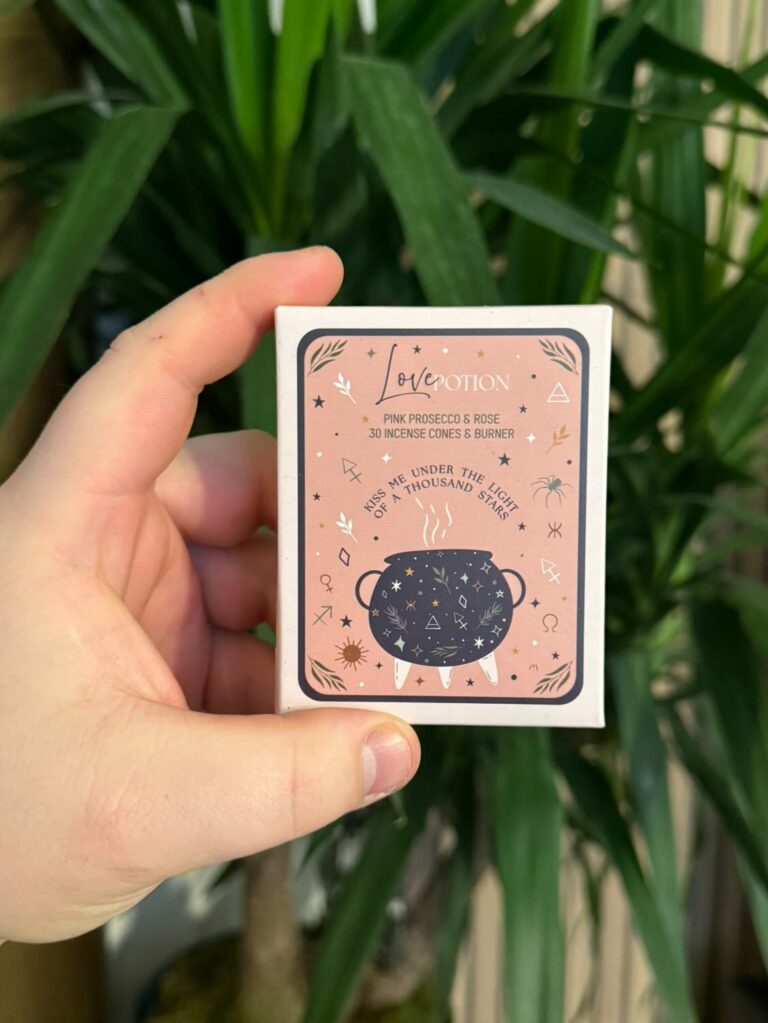 Love POTION
PINK PROSECCO & ROSE
30 INCENSE CONES & BURNER
KISS ME UNDER THE LIGHT
OF A THOUSAND STARS